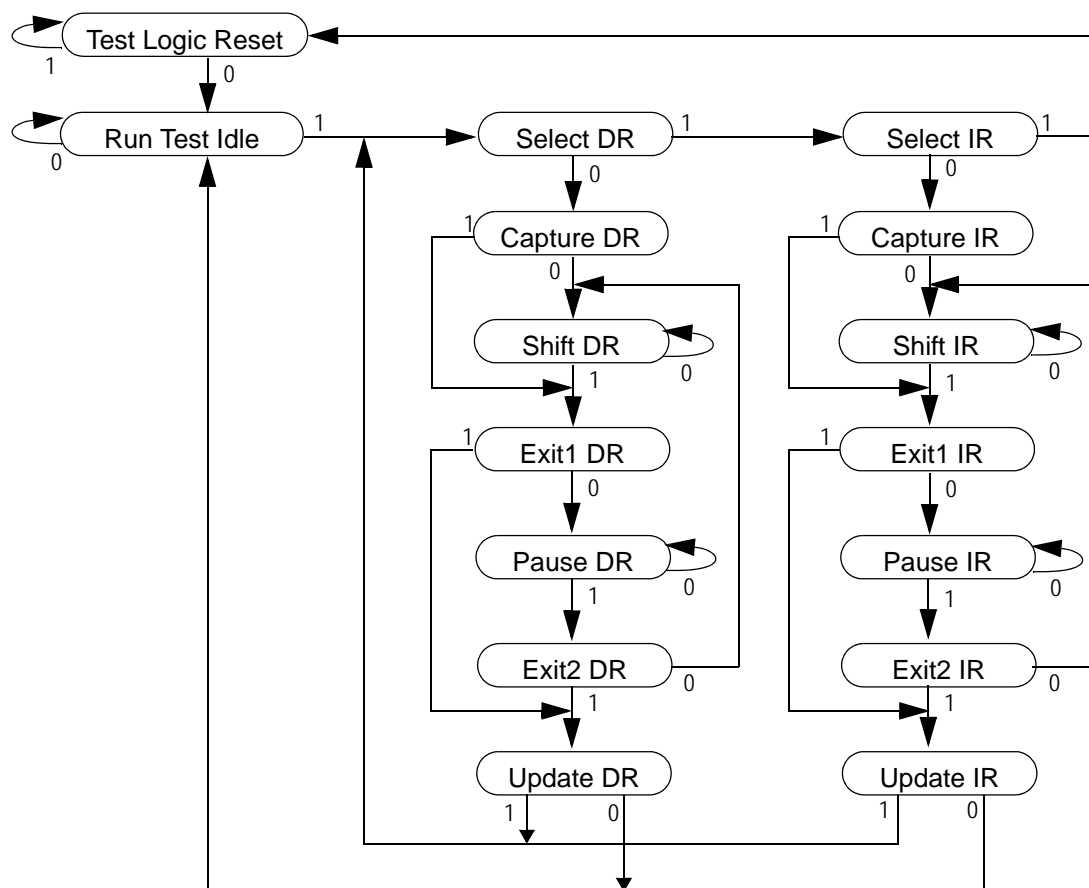 Test Logic Reset
1
0
Run Test Idle
1
Select DR
1
Select IR
1
0
0
0
1
Capture DR
1
Capture IR
0
0
Shift DR
Shift IR
0
0
1
1
1
Exit1 DR
1
Exit1 IR
0
0
Pause DR
Pause IR
0
0
1
1
Exit2 DR
Exit2 IR
0
0
1
1
Update DR
Update IR
1
0
1
0